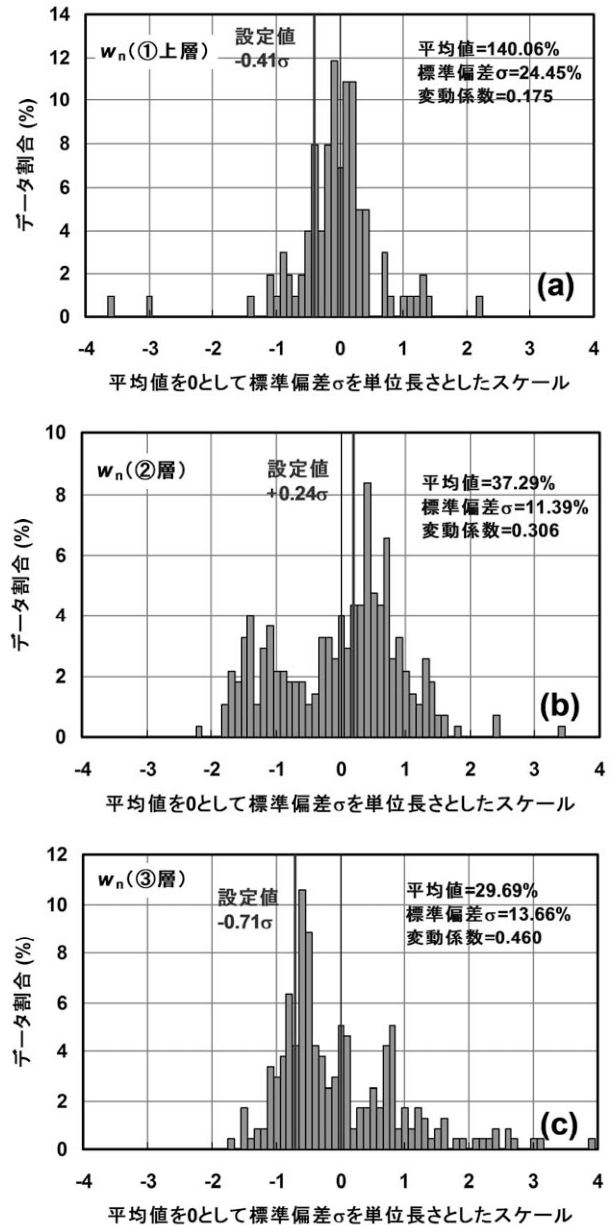 14
12
10
8
6
4
2
0
データ割合 (%)
wn(①上層)
設定値
-0.41σ
平均値=140.06%
標準偏差σ=24.45%
変動係数=0.175
(a)
-4 -3 -2 -1 0 1 2 3 4
平均値を0として標準偏差σを単位長さとしたスケール
10
8
6
4
2
0
データ割合 (%)
wn(②層)
設定値
+0.24σ
平均値=37.29%
標準偏差σ=11.39%
変動係数=0.306
(b)
-4 -3 -2 -1 0 1 2 3 4
平均値を0として標準偏差σを単位長さとしたスケール
12
10
8
6
4
2
0
データ割合 (%)
wn(③層)
設定値
-0.71σ
平均値=29.69%
標準偏差σ=13.66%
変動係数=0.460
(c)
-4 -3 -2 -1 0 1 2 3 4
平均値を0として標準偏差σを単位長さとしたスケール